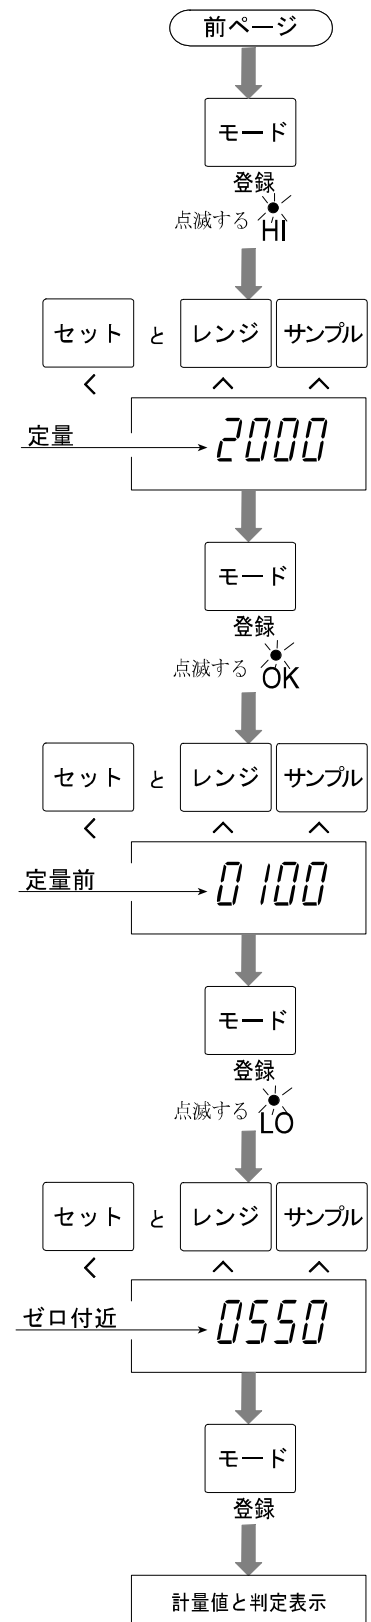 前ページ
モード
登録
点滅する HI
セット と レンジ サンプル
< ^ ^
定量 2000
モード
登録
点滅する OK
セット と レンジ サンプル
< ^ ^
定量前 0100
モード
登録
点滅する LO
セット と レンジ サンプル
< ^ ^
ゼロ付近 0550
モード
登録
計量値と判定表示